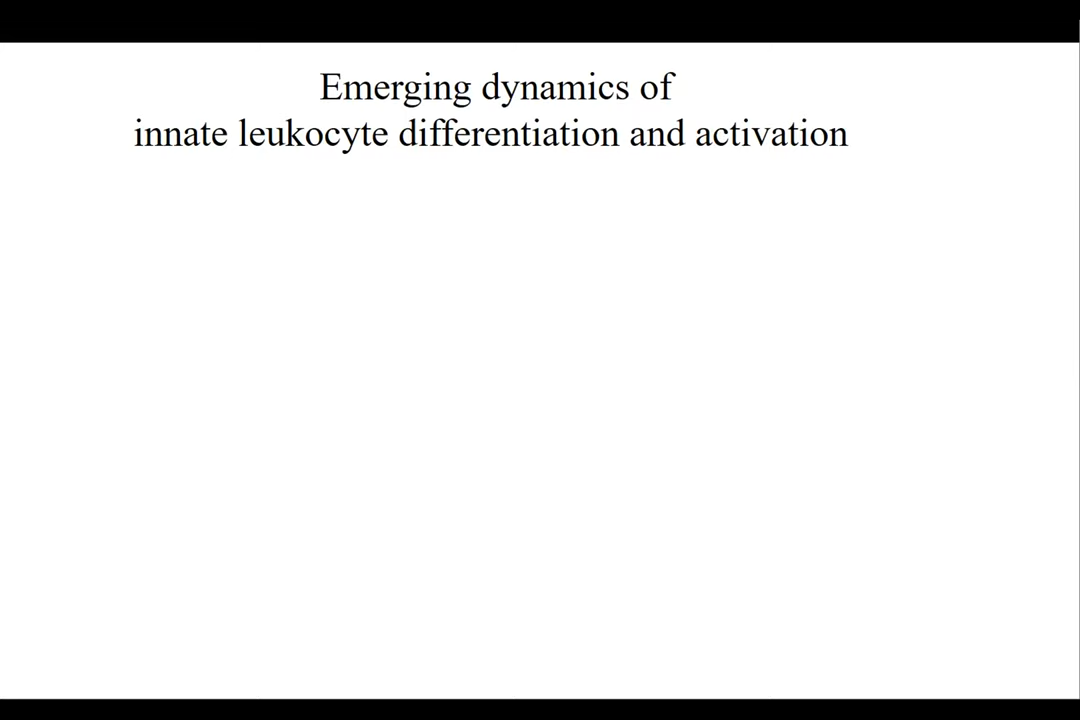 Emerging dynamics of
innate leukocyte differentiation and activation